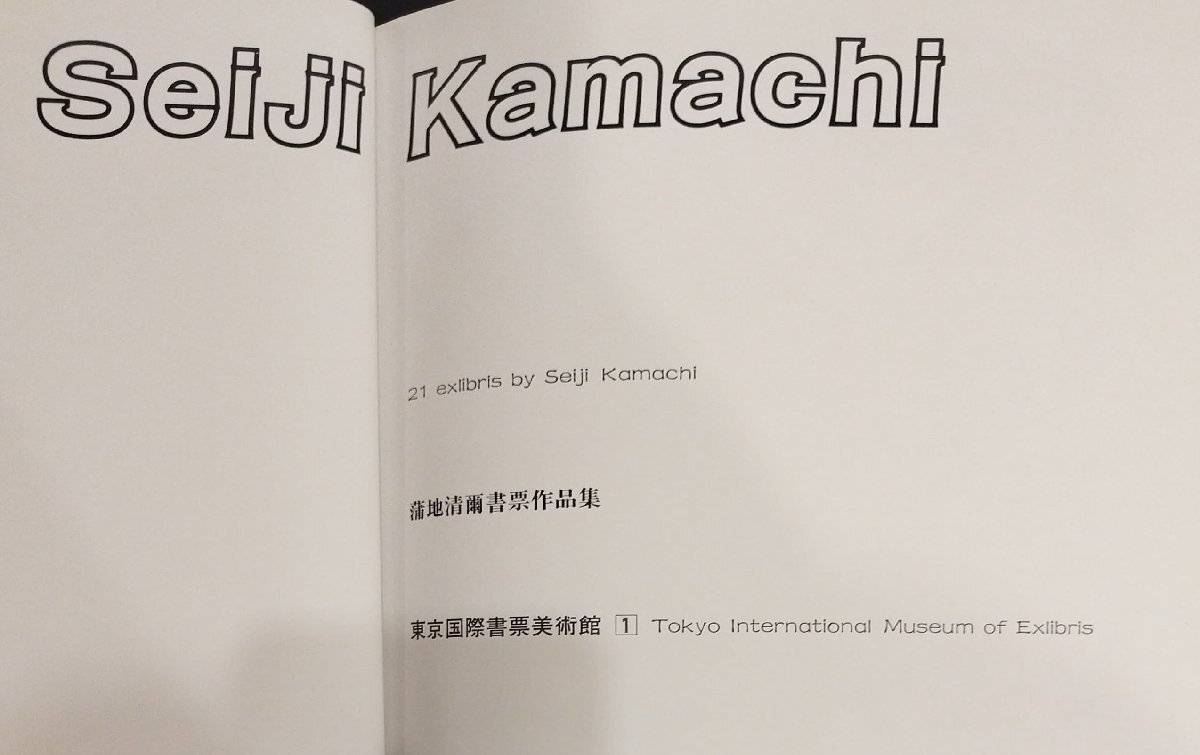 Seiji Kamachi
21 exlibris by Seiji Kamachi
蒲地清爾書票作品集
東京国際書票美術館 1 Tokyo International Museum of Exlibris